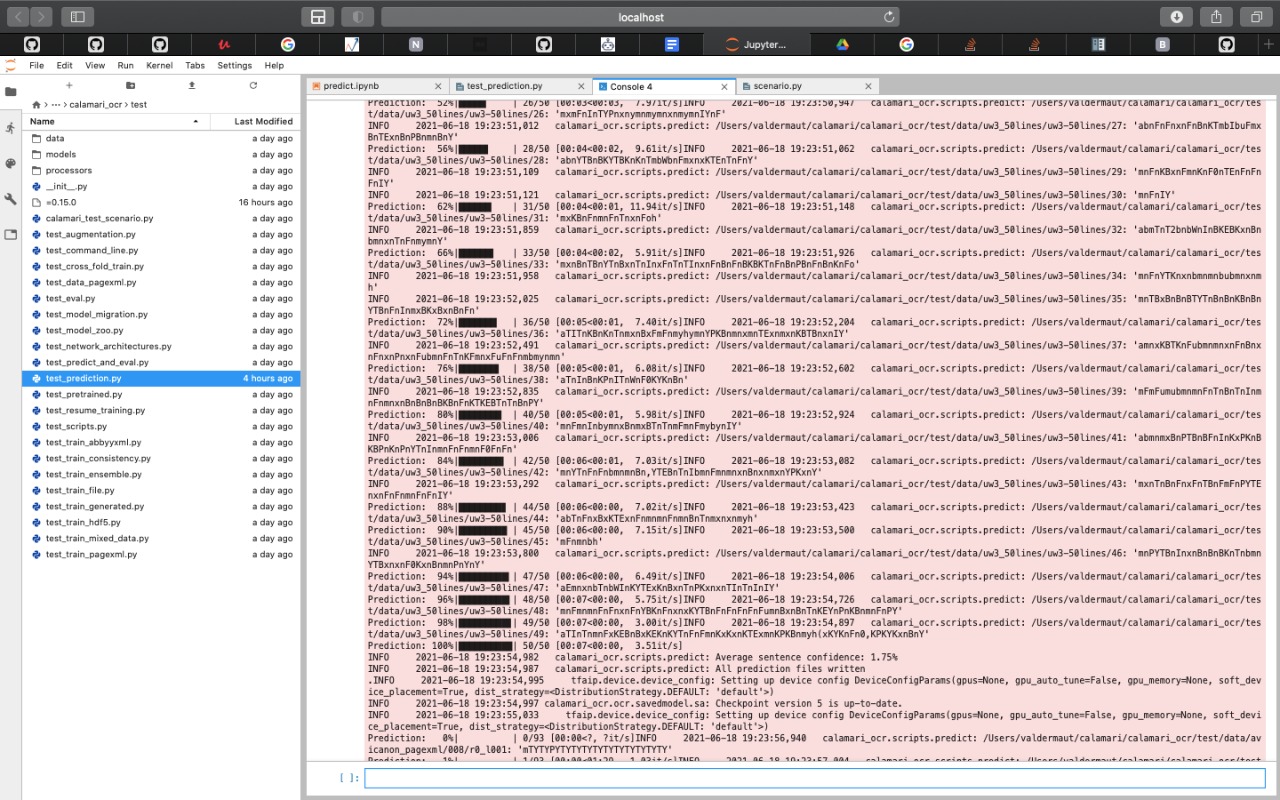 localhost
Jupyter...
File Edit View Run Kernel Tabs Settings Help
predict.ipynb
test_prediction.py
Console 4
scenario.py
> ··· > calamari_ocr > test
Name Last Modified
data a day ago
models a day ago
processors a day ago
__init__.py a day ago
=0.15.0 16 hours ago
calamari_test_scenario.py a day ago
test_augmentation.py a day ago
test_command_line.py a day ago
test_cross_fold_train.py a day ago
test_data_pagexml.py a day ago
test_eval.py a day ago
test_model_migration.py a day ago
test_model_zoo.py a day ago
test_network_architectures.py a day ago
test_predict_and_eval.py a day ago
test_prediction.py 4 hours ago
test_pretrained.py a day ago
test_resume_training.py a day ago
test_scripts.py a day ago
test_train_abbyyxml.py a day ago
test_train_consistency.py a day ago
test_train_ensemble.py a day ago
test_train_file.py a day ago
test_train_generated.py a day ago
test_train_hdf5.py a day ago
test_train_mixed_data.py a day ago
test_train_pagexml.py a day ago
Prediction: 52%| | 26/50 [00:03<00:03, 7.97it/s]INFO 2021-06-18 19:23:50,947 calamari_ocr.scripts.predict: /Users/valdermaut/calamari/calamari_ocr/tes
t/data/uw3_50lines/uw3-50lines/26: 'mxmFnInTYPnxnymnmymnxnmymnIYnF'
INFO 2021-06-18 19:23:51,012 calamari_ocr.scripts.predict: /Users/valdermaut/calamari/calamari_ocr/test/data/uw3_50lines/uw3-50lines/27: 'abnFnFnxnFnBnKTmbIbuFmx
BnTExnBnPBnmnBnY'
Prediction: 56%| | 28/50 [00:04<00:02, 9.61it/s]INFO 2021-06-18 19:23:51,062 calamari_ocr.scripts.predict: /Users/valdermaut/calamari/calamari_ocr/tes
t/data/uw3_50lines/uw3-50lines/28: 'abnYTBnBKYTBKnKnTmbWbnFmxnxKTEnTnFnY'
INFO 2021-06-18 19:23:51,109 calamari_ocr.scripts.predict: /Users/valdermaut/calamari/calamari_ocr/test/data/uw3_50lines/uw3-50lines/29: 'mnFnKBxnFmnKnF0nTEnFnFn
FnIY'
INFO 2021-06-18 19:23:51,121 calamari_ocr.scripts.predict: /Users/valdermaut/calamari/calamari_ocr/test/data/uw3_50lines/uw3-50lines/30: 'mnFnIY'
Prediction: 62%| | 31/50 [00:04<00:01, 11.94it/s]INFO 2021-06-18 19:23:51,148 calamari_ocr.scripts.predict: /Users/valdermaut/calamari/calamari_ocr/tes
t/data/uw3_50lines/uw3-50lines/31: 'mxKBnFnmnFnTnxnFoh'
INFO 2021-06-18 19:23:51,859 calamari_ocr.scripts.predict: /Users/valdermaut/calamari/calamari_ocr/test/data/uw3_50lines/uw3-50lines/32: 'abmTnT2bnbWnInBKEBKxnBn
bmnxnTnFnmymnY'
Prediction: 66%| | 33/50 [00:04<00:02, 5.91it/s]INFO 2021-06-18 19:23:51,926 calamari_ocr.scripts.predict: /Users/valdermaut/calamari/calamari_ocr/tes
t/data/uw3_50lines/uw3-50lines/33: 'mxnBnTBnYTnBxnTnInxFnTnTInxnFnBnFnBKBKTnFnBnPBnFnBnKnFo'
INFO 2021-06-18 19:23:51,958 calamari_ocr.scripts.predict: /Users/valdermaut/calamari/calamari_ocr/test/data/uw3_50lines/uw3-50lines/34: 'mnFnYTKnxnbmnmnbubmnxnm
h'
INFO 2021-06-18 19:23:52,025 calamari_ocr.scripts.predict: /Users/valdermaut/calamari/calamari_ocr/test/data/uw3_50lines/uw3-50lines/35: 'mnTBxBnBnBTYTnBnBnKBnBn
YTBnFnInmxBKxBxnBnFn'
Prediction: 72%| | 36/50 [00:05<00:01, 7.40it/s]INFO 2021-06-18 19:23:52,204 calamari_ocr.scripts.predict: /Users/valdermaut/calamari/calamari_ocr/tes
t/data/uw3_50lines/uw3-50lines/36: 'aTITnKBnKnTnmxnBxFmFnmyhymnYPKBnmnxmnTExnmxnKBTBnxnIY'
INFO 2021-06-18 19:23:52,491 calamari_ocr.scripts.predict: /Users/valdermaut/calamari/calamari_ocr/test/data/uw3_50lines/uw3-50lines/37: 'amnxKBTKnFubmnmnxnFnBnx
nFnxnPnxnFubmnFnTnKFmnxFuFnFnmbmynmn'
Prediction: 76%| | 38/50 [00:05<00:01, 6.08it/s]INFO 2021-06-18 19:23:52,602 calamari_ocr.scripts.predict: /Users/valdermaut/calamari/calamari_ocr/tes
t/data/uw3_50lines/uw3-50lines/38: 'aTnInBnKPnITnWnF0KYKnBn'
INFO 2021-06-18 19:23:52,835 calamari_ocr.scripts.predict: /Users/valdermaut/calamari/calamari_ocr/test/data/uw3_50lines/uw3-50lines/39: 'mFmFumubmnmnFnTnBnTnInm
nFnmnxnBnBnBnBKBnFnKTKEBTnTnBnPY'
Prediction: 80%| | 40/50 [00:05<00:01, 5.98it/s]INFO 2021-06-18 19:23:52,924 calamari_ocr.scripts.predict: /Users/valdermaut/calamari/calamari_ocr/tes
t/data/uw3_50lines/uw3-50lines/40: 'mnFmnInbymnxBnmxBTnTnmFmnFmybynIY'
INFO 2021-06-18 19:23:53,006 calamari_ocr.scripts.predict: /Users/valdermaut/calamari/calamari_ocr/test/data/uw3_50lines/uw3-50lines/41: 'abmnmxBnPTBnBFnInKxPKnB
KBPnKnPnYTnInmnFnFnmnF0FnFn'
Prediction: 84%| | 42/50 [00:06<00:01, 7.03it/s]INFO 2021-06-18 19:23:53,082 calamari_ocr.scripts.predict: /Users/valdermaut/calamari/calamari_ocr/tes
t/data/uw3_50lines/uw3-50lines/42: 'mnYTnFnFnbmnmnBn,YTEBnTnIbmnFmnmnxnBnxnmxnYPKxnY'
INFO 2021-06-18 19:23:53,292 calamari_ocr.scripts.predict: /Users/valdermaut/calamari/calamari_ocr/test/data/uw3_50lines/uw3-50lines/43: 'mxnTnBnFnxFnTBnFmFnPYTE
nxnFnFnmnFnFnIY'
Prediction: 88%| | 44/50 [00:06<00:00, 7.02it/s]INFO 2021-06-18 19:23:53,423 calamari_ocr.scripts.predict: /Users/valdermaut/calamari/calamari_ocr/tes
t/data/uw3_50lines/uw3-50lines/44: 'abTnFnxBxKTExnFnmnmnFnmnBnTnmxnxnmyh'
Prediction: 90%| | 45/50 [00:06<00:00, 7.15it/s]INFO 2021-06-18 19:23:53,500 calamari_ocr.scripts.predict: /Users/valdermaut/calamari/calamari_ocr/tes
t/data/uw3_50lines/uw3-50lines/45: 'mFnmnbh'
INFO 2021-06-18 19:23:53,800 calamari_ocr.scripts.predict: /Users/valdermaut/calamari/calamari_ocr/test/data/uw3_50lines/uw3-50lines/46: 'mnPYTBnInxnBnBnBKnTnbmn
YTBxnxnF0KxnBnmnPnYnY'
Prediction: 94%| | 47/50 [00:06<00:00, 6.49it/s]INFO 2021-06-18 19:23:54,006 calamari_ocr.scripts.predict: /Users/valdermaut/calamari/calamari_ocr/tes
t/data/uw3_50lines/uw3-50lines/47: 'aEmnxnbTnbWInKYTExKnBxnTnPKxnxnTInTnInIY'
Prediction: 96%| | 48/50 [00:07<00:00, 5.75it/s]INFO 2021-06-18 19:23:54,726 calamari_ocr.scripts.predict: /Users/valdermaut/calamari/calamari_ocr/tes
t/data/uw3_50lines/uw3-50lines/48: 'mnFmnmnFnFnxnFnYBKnFnxnxKYTBnFnFnFnFnFumnBxnBnTnKEYnPnKBnmnFnPY'
Prediction: 98%| | 49/50 [00:07<00:00, 3.00it/s]INFO 2021-06-18 19:23:54,897 calamari_ocr.scripts.predict: /Users/valdermaut/calamari/calamari_ocr/tes
t/data/uw3_50lines/uw3-50lines/49: 'aTInTnmnFxKEBnBxKEKnKYTnFnFmnKxKxnKTExmnKPKBnmyh(xKYKnFn0,KPKYKxnBnY'
Prediction: 100%| | 50/50 [00:07<00:00, 3.51it/s]
INFO 2021-06-18 19:23:54,982 calamari_ocr.scripts.predict: Average sentence confidence: 1.75%
INFO 2021-06-18 19:23:54,987 calamari_ocr.scripts.predict: All prediction files written
.INFO 2021-06-18 19:23:54,995 tfaip.device.device_config: Setting up device config DeviceConfigParams(gpus=None, gpu_auto_tune=False, gpu_memory=None, soft_dev
ice_placement=True, dist_strategy=<DistributionStrategy.DEFAULT: 'default'>)
INFO 2021-06-18 19:23:54,997 calamari_ocr.ocr.savedmodel.sa: Checkpoint version 5 is up-to-date.
INFO 2021-06-18 19:23:55,033 tfaip.device.device_config: Setting up device config DeviceConfigParams(gpus=None, gpu_auto_tune=False, gpu_memory=None, soft_devi
ce_placement=True, dist_strategy=<DistributionStrategy.DEFAULT: 'default'>)
Prediction: 0%| | 0/93 [00:00<?, ?it/s]INFO 2021-06-18 19:23:56,940 calamari_ocr.scripts.predict: /Users/valdermaut/calamari/calamari_ocr/test/data/av
icanon_pagexml/008/r0_l001: 'mTYTYPYTYTYTYTYTYTYTYTYTYTY'
[ ]: